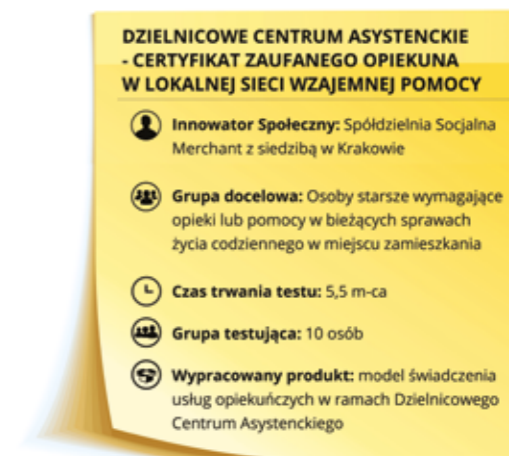 DZIELNICOWE CENTRUM ASYSTENCKIE
- CERTYFIKAT ZAUFANEGO OPIEKUNA
W LOKALNEJ SIECI WZAJEMNEJ POMOCY
Innowator Społeczny: Spółdzielnia Socjalna
Merchant z siedzibą w Krakowie
Grupa docelowa: Osoby starsze wymagające
opieki lub pomocy w bieżących sprawach
życia codziennego w miejscu zamieszkania
Czas trwania testu: 5,5 m-ca
Grupa testująca: 10 osób
Wypracowany produkt: model świadczenia
usług opiekuńczych w ramach Dzielnicowego
Centrum Asystenckiego